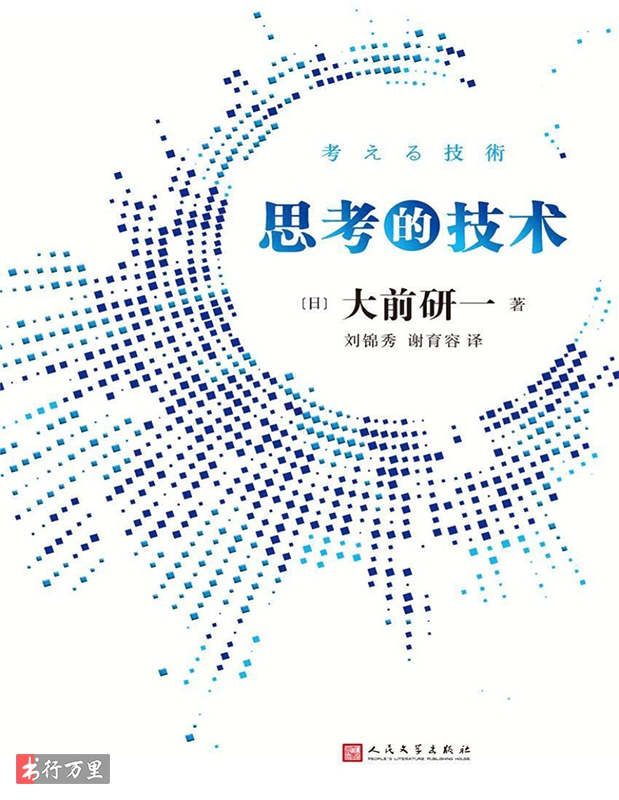 考える技術
思考的技术
〔日〕大前研一 著
刘锦秀 谢育容 译
人民文学出版社
PEOPLE'S LITERATURE PUBLISHING HOUSE
书行万里